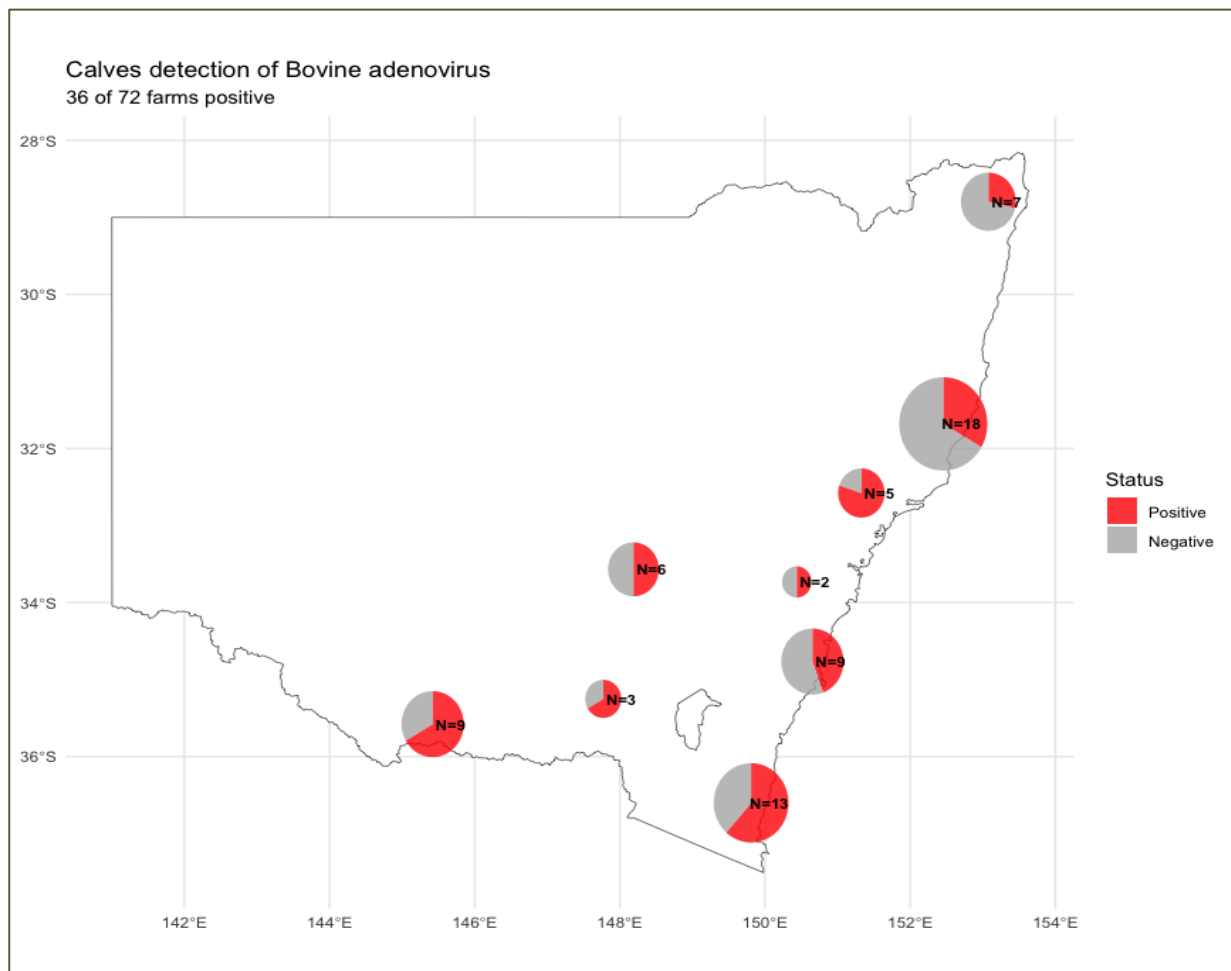 Calves detection of Bovine adenovirus
36 of 72 farms positive
28°S
N=7
30°S
32°S
N=18
N=5
Status
Positive
Negative
N=6
N=2
34°S
N=9
N=3
N=9
36°S
N=13
142°E 144°E 146°E 148°E 150°E 152°E 154°E